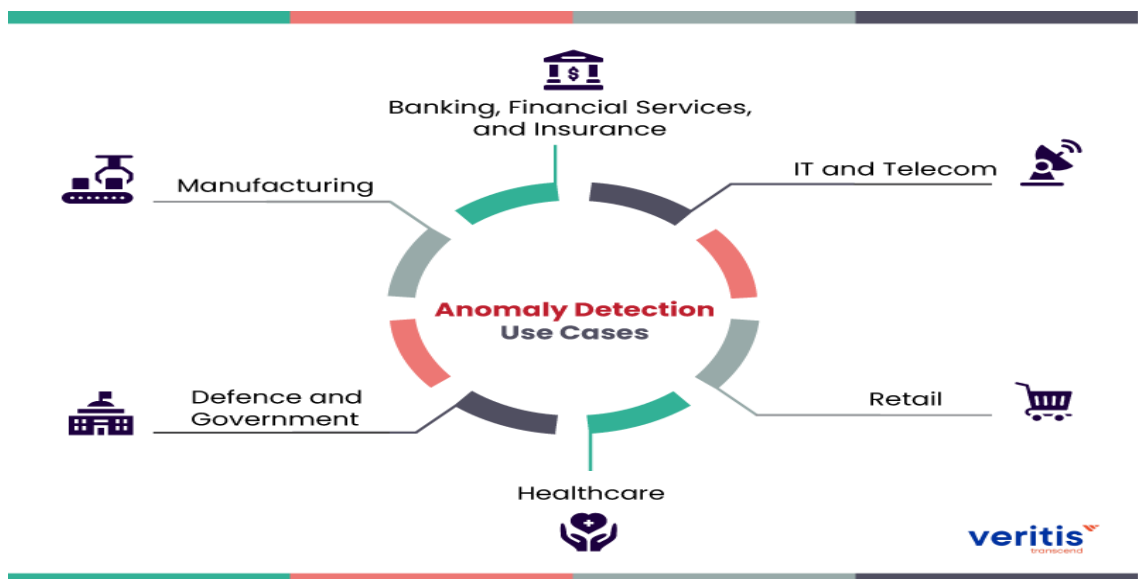 Banking, Financial Services,
and Insurance
IT and Telecom
Manufacturing
Anomaly Detection
Use Cases
Defence and
Government
Retail
Healthcare
veritis
transcend
$